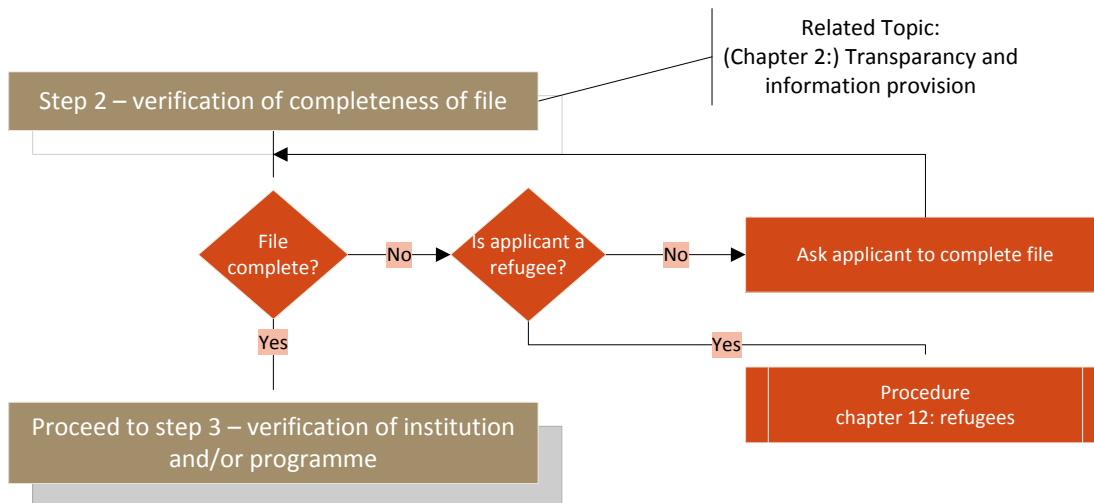 Related Topic:
(Chapter 2:) Transparancy and
information provision
Step 2 – verification of completeness of file
File
complete?
No
Is applicant a
refugee?
No
Ask applicant to complete file
Yes
Yes
Procedure
chapter 12: refugees
Proceed to step 3 – verification of institution
and/or programme